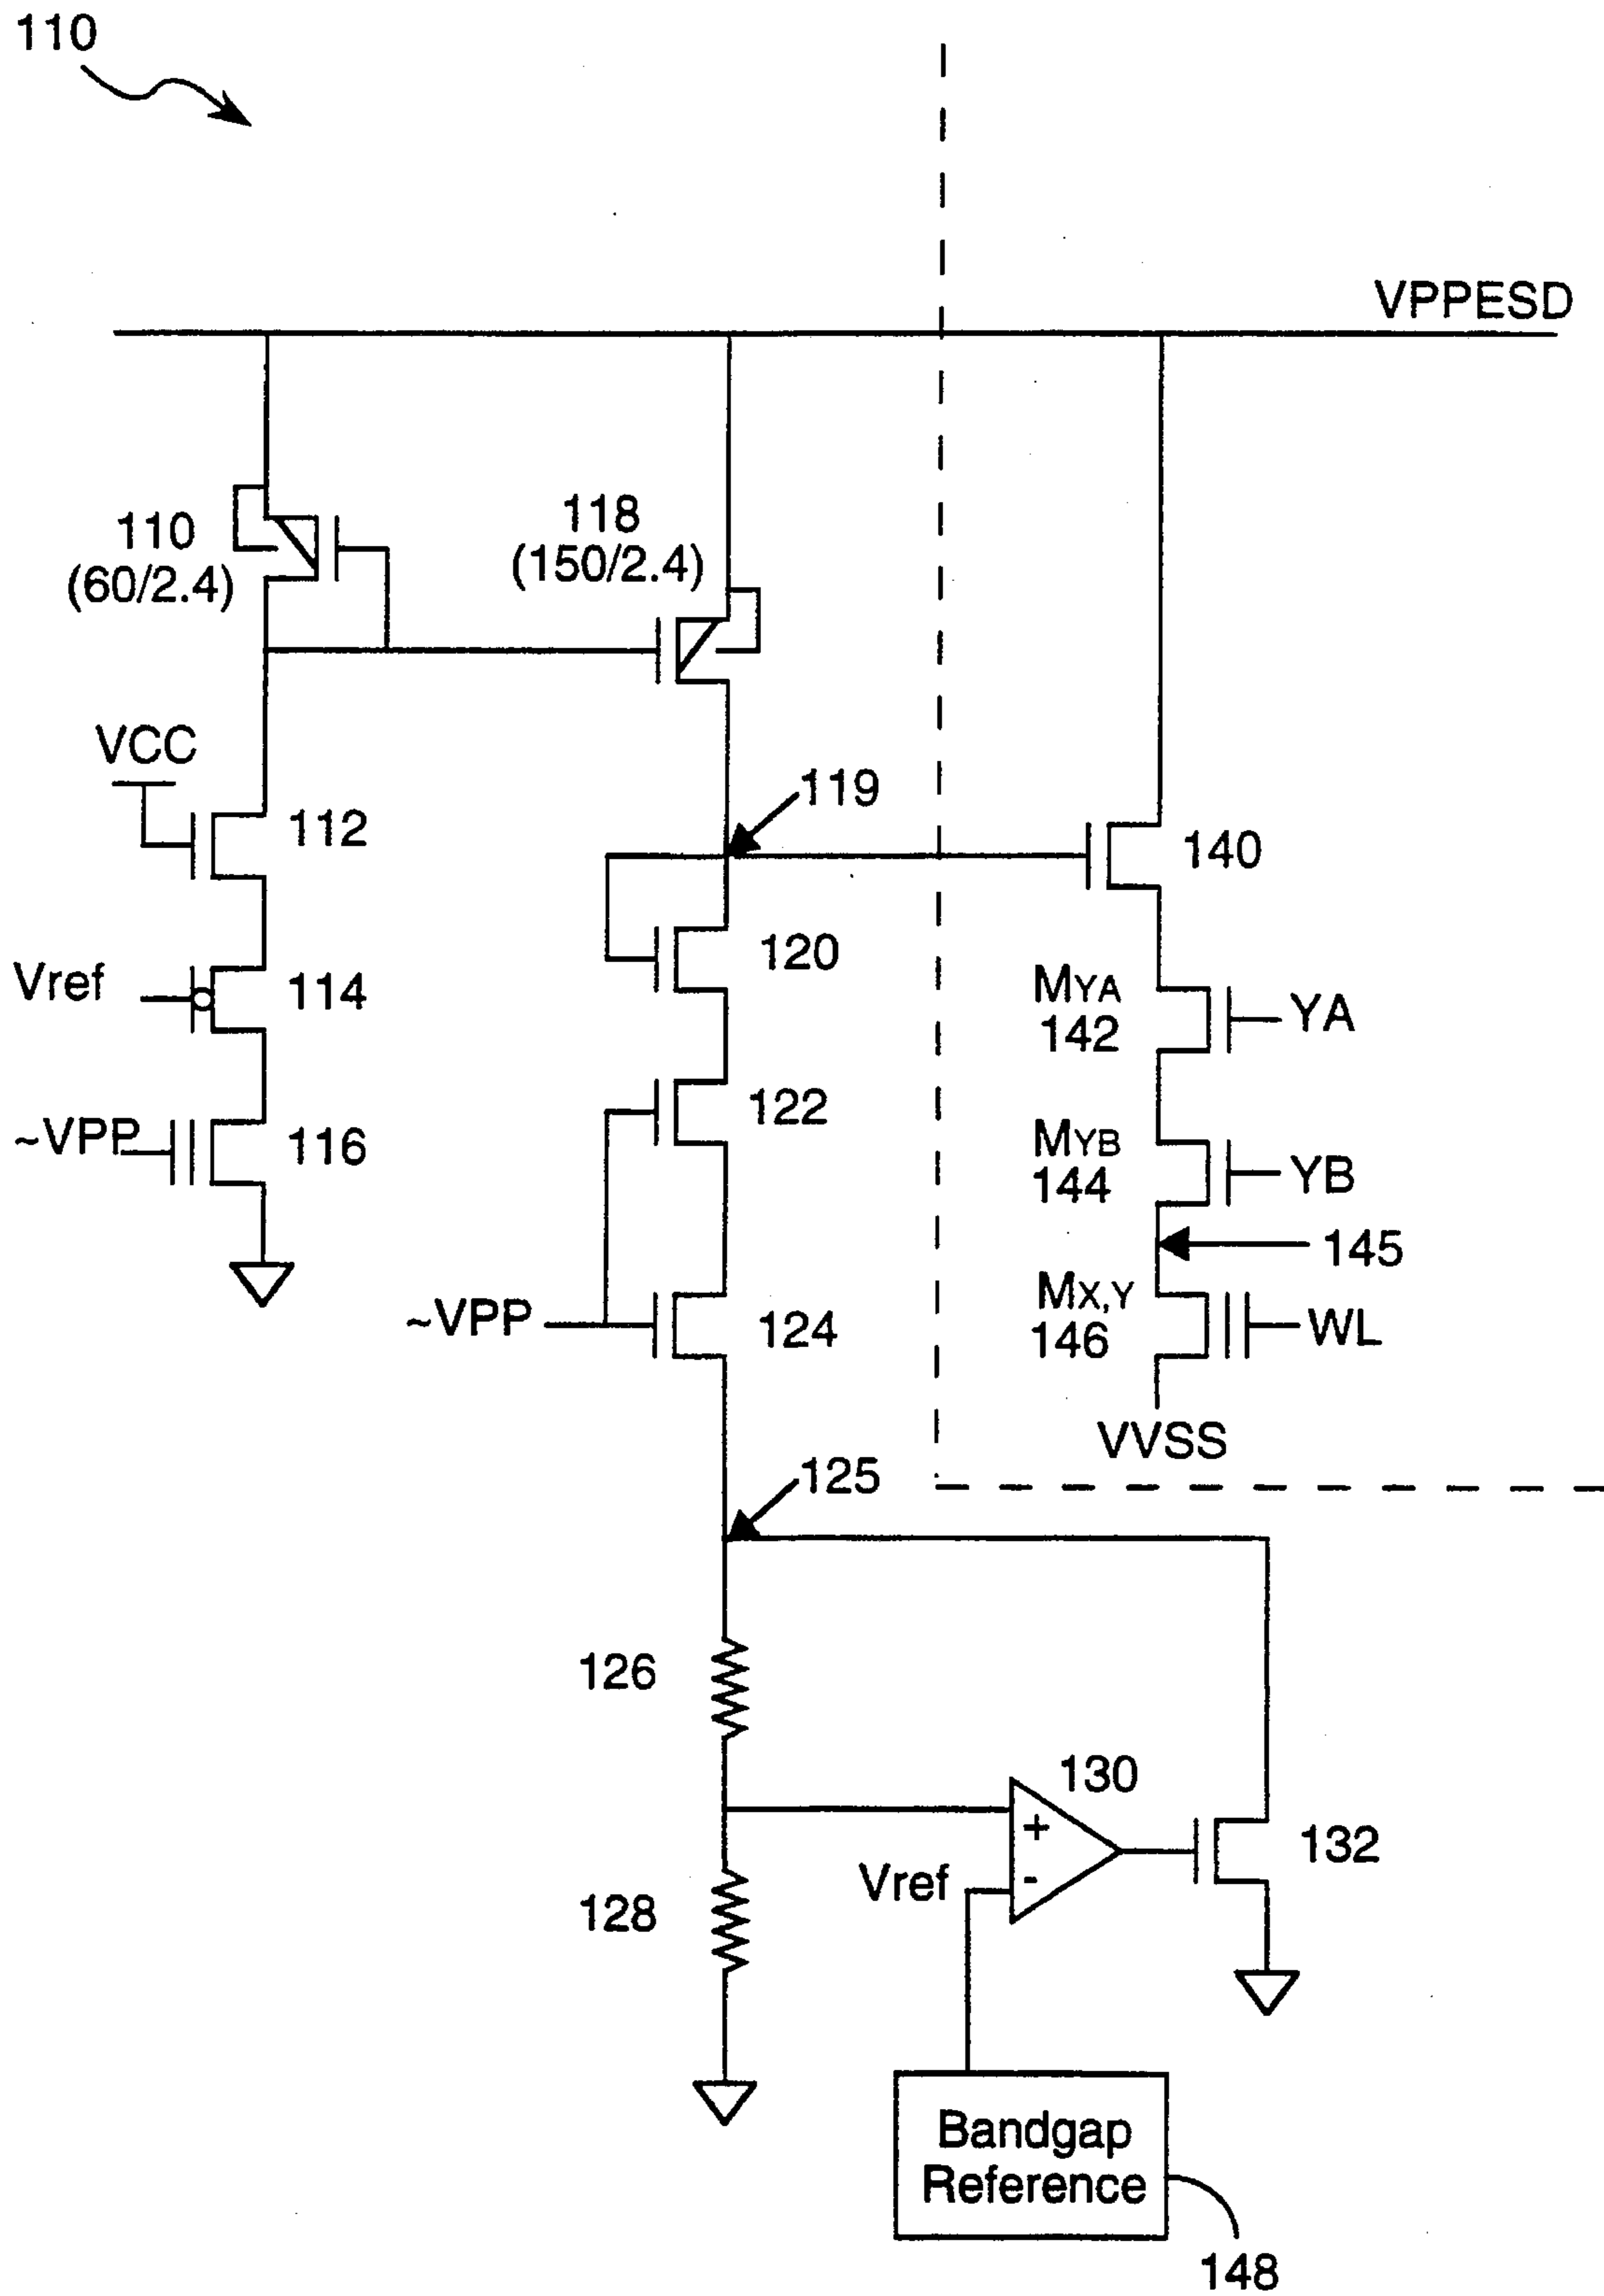 110
VPPESD
110
(60/2.4)
118
(150/2.4)
VCC
112
119
140
Vref
114
120
MYA
142
YA
~VPP
116
122
MYB
144
YB
145
~VPP
124
MX,Y
146
WL
VVSS
125
126
130
+
-
Vref
132
128
Bandgap
Reference
148